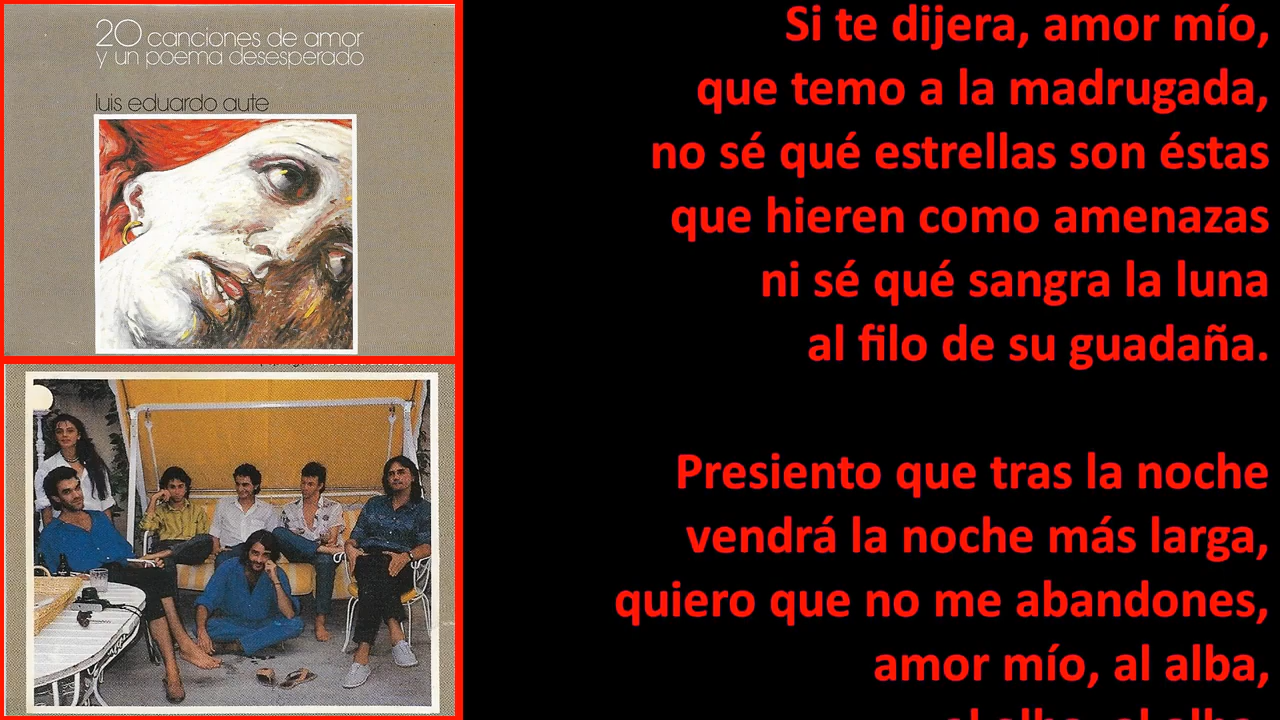 20 canciones de amor
y un poema desesperado
luis eduardo aute
Si te dijera, amor mío,
que temo a la madrugada,
no sé qué estrellas son éstas
que hieren como amenazas
ni sé qué sangra la luna
al filo de su guadaña.
Presiento que tras la noche
vendrá la noche más larga,
quiero que no me abandones,
amor mío, al alba,